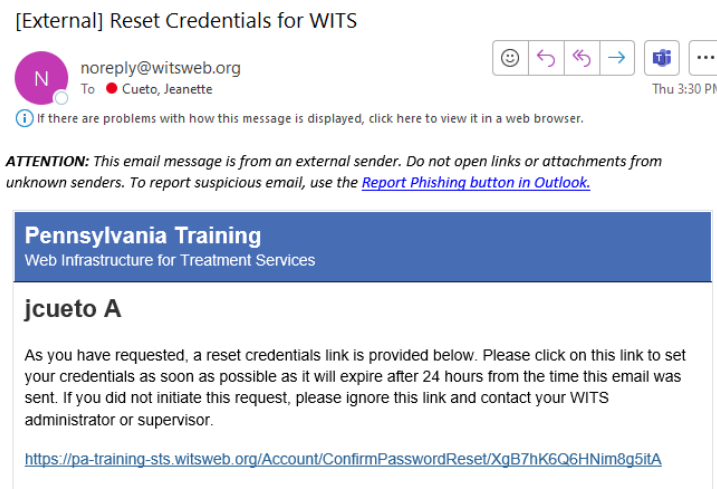 [External] Reset Credentials for WITS
N
noreply@witsweb.org
To Cueto, Jeanette
Thu 3:30 PM
If there are problems with how this message is displayed, click here to view it in a web browser.
ATTENTION: This email message is from an external sender. Do not open links or attachments from
unknown senders. To report suspicious email, use the Report Phishing button in Outlook.
Pennsylvania Training
Web Infrastructure for Treatment Services
jcueto A
As you have requested, a reset credentials link is provided below. Please click on this link to set
your credentials as soon as possible as it will expire after 24 hours from the time this email was
sent. If you did not initiate this request, please ignore this link and contact your WITS
administrator or supervisor.
https://pa-training-sts.witsweb.org/Account/ConfirmPasswordReset/XgB7hK6Q6HNim8g5itA